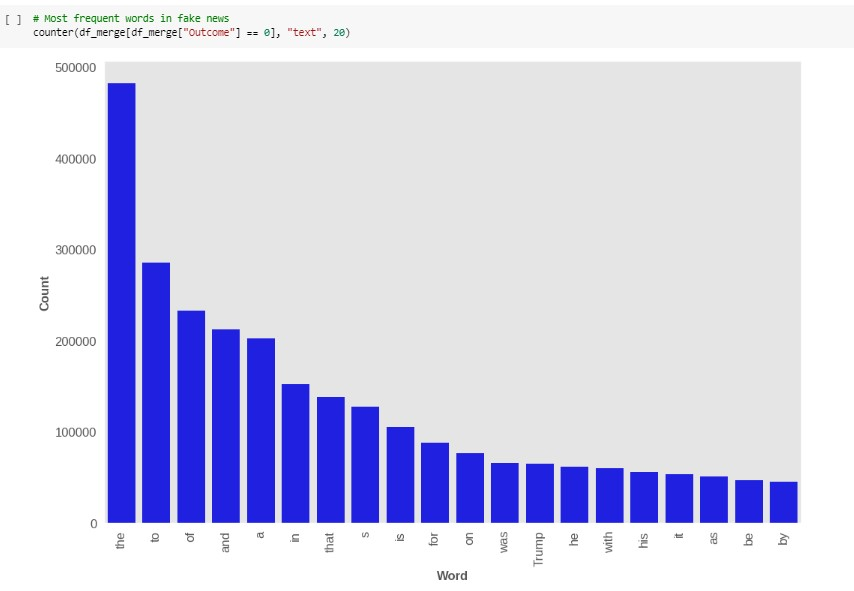 [ ] # Most frequent words in fake news
counter(df_merge[df_merge["Outcome"] == 0], "text", 20)
500000
400000
300000
200000
100000
0
Count
the to of and a in that s is for on was Trump he with his it as be by
Word